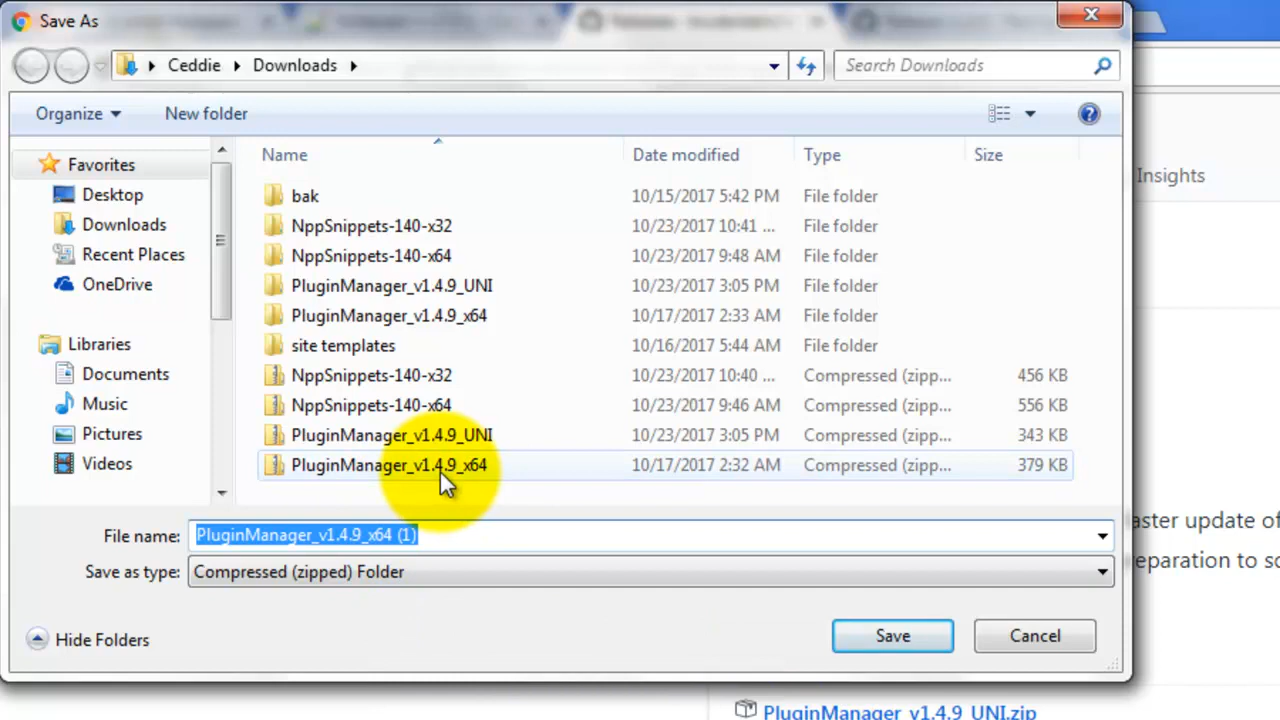 Save As
Ceddie Downloads
Search Downloads
Organize New folder
Favorites
Desktop
Downloads
Recent Places
OneDrive
Libraries
Documents
Music
Pictures
Videos
Name Date modified Type Size
bak 10/15/2017 5:42 PM File folder
NppSnippets-140-x32 10/23/2017 10:41 ... File folder
NppSnippets-140-x64 10/23/2017 9:48 AM File folder
PluginManager_v1.4.9_UNI 10/23/2017 3:05 PM File folder
PluginManager_v1.4.9_x64 10/17/2017 2:33 AM File folder
site templates 10/16/2017 5:44 AM File folder
NppSnippets-140-x32 10/23/2017 10:40 ... Compressed (zipp... 456 KB
NppSnippets-140-x64 10/23/2017 9:46 AM Compressed (zipp... 556 KB
PluginManager_v1.4.9_UNI 10/23/2017 3:05 PM Compressed (zipp... 343 KB
PluginManager_v1.4.9_x64 10/17/2017 2:32 AM Compressed (zipp... 379 KB
File name: PluginManager_v1.4.9_x64 (1)
Save as type: Compressed (zipped) Folder
Hide Folders
Save Cancel
Insights
aster update of
eparation to so
PluginManager_v1.4.9_UNI.zip